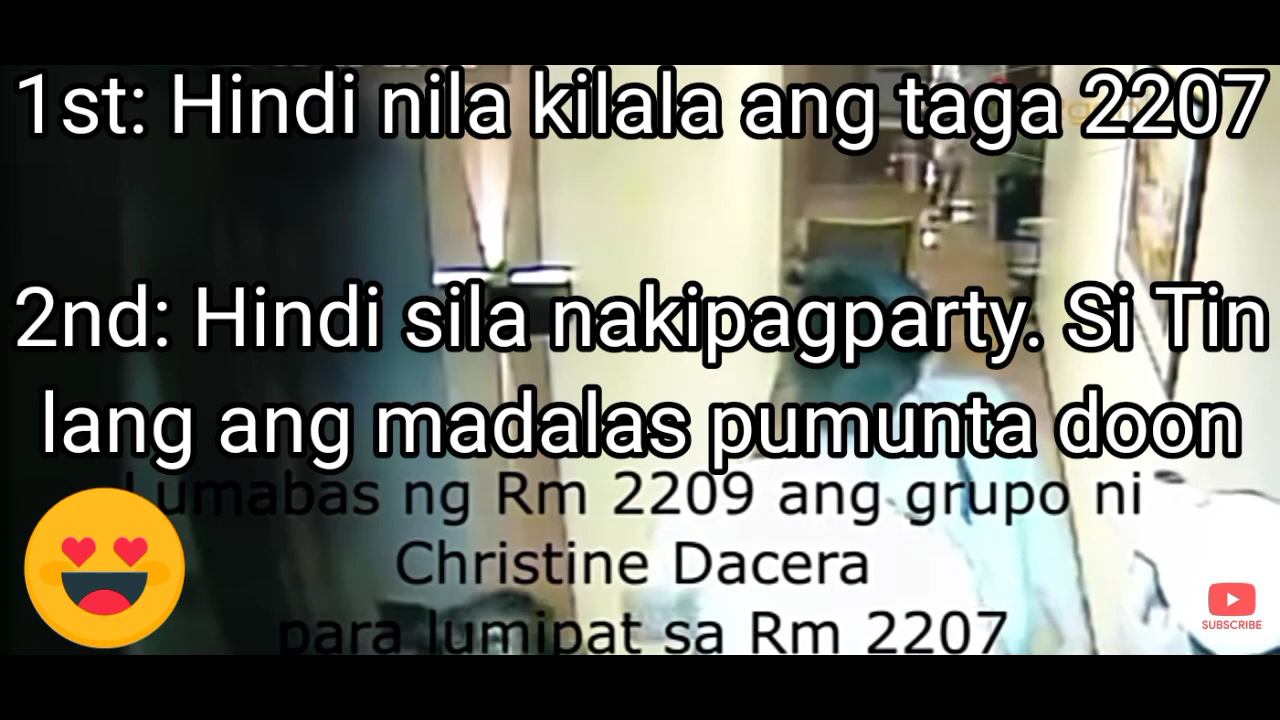 1st: Hindi nila kilala ang taga 2207
2nd: Hindi sila nakipagparty. Si Tin
lang ang madalas pumunta doon
Lumabas ng Rm 2209 ang grupo ni
Christine Dacera
para lumipat sa Rm 2207
SUBSCRIBE